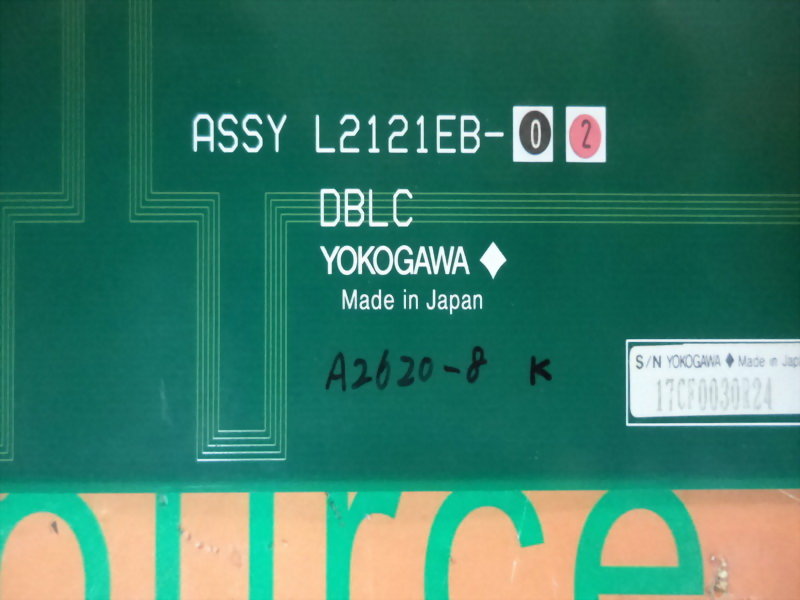 ASSY L2121EB-02
DBLC
YOKOGAWA
Made in Japan
A2620-8 K
S/N YOKOGAWA Made in Japa
17CF0030R24
ource